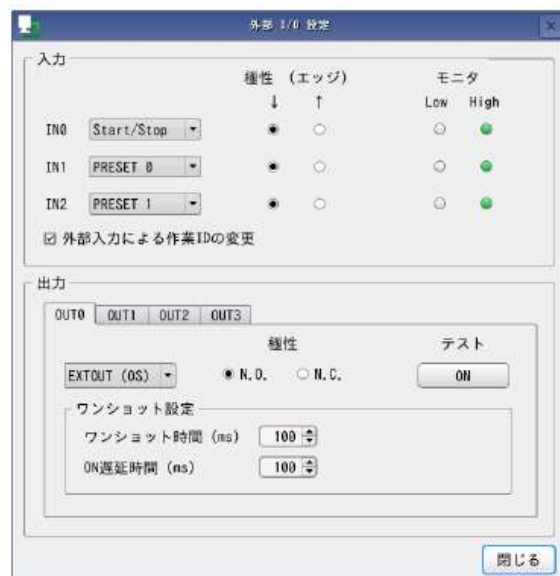 外部 I/O 設定
入力
極性 (エッジ) モニタ
↓ ↑ Low High
IN0 Start/Stop
IN1 PRESET 0
IN2 PRESET 1
外部入力による作業IDの変更
出力
OUT0 OUT1 OUT2 OUT3
極性 テスト
EXTOUT (OS) N.O. N.C. ON
ワンショット設定
ワンショット時間 (ms) 100
ON遅延時間 (ms) 100
閉じる